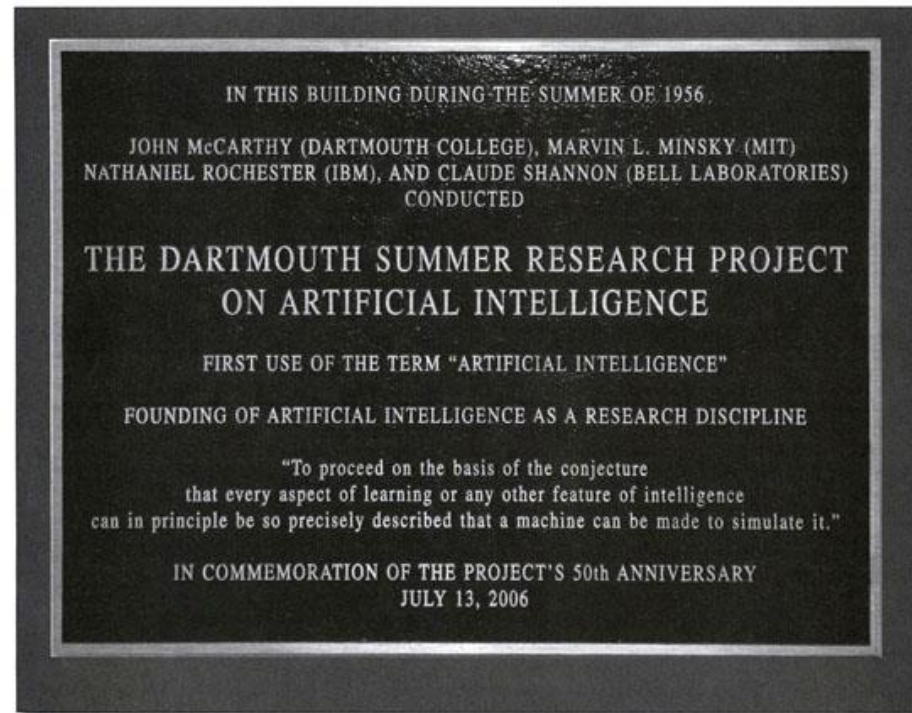 IN THIS BUILDING DURING THE SUMMER OF 1956
JOHN McCARTHY (DARTMOUTH COLLEGE), MARVIN L. MINSKY (MIT)
NATHANIEL ROCHESTER (IBM), AND CLAUDE SHANNON (BELL LABORATORIES)
CONDUCTED
THE DARTMOUTH SUMMER RESEARCH PROJECT
ON ARTIFICIAL INTELLIGENCE
FIRST USE OF THE TERM “ARTIFICIAL INTELLIGENCE”
FOUNDING OF ARTIFICIAL INTELLIGENCE AS A RESEARCH DISCIPLINE
“To proceed on the basis of the conjecture
that every aspect of learning or any other feature of intelligence
can in principle be so precisely described that a machine can be made to simulate it.”
IN COMMEMORATION OF THE PROJECT’S 50th ANNIVERSARY
JULY 13, 2006